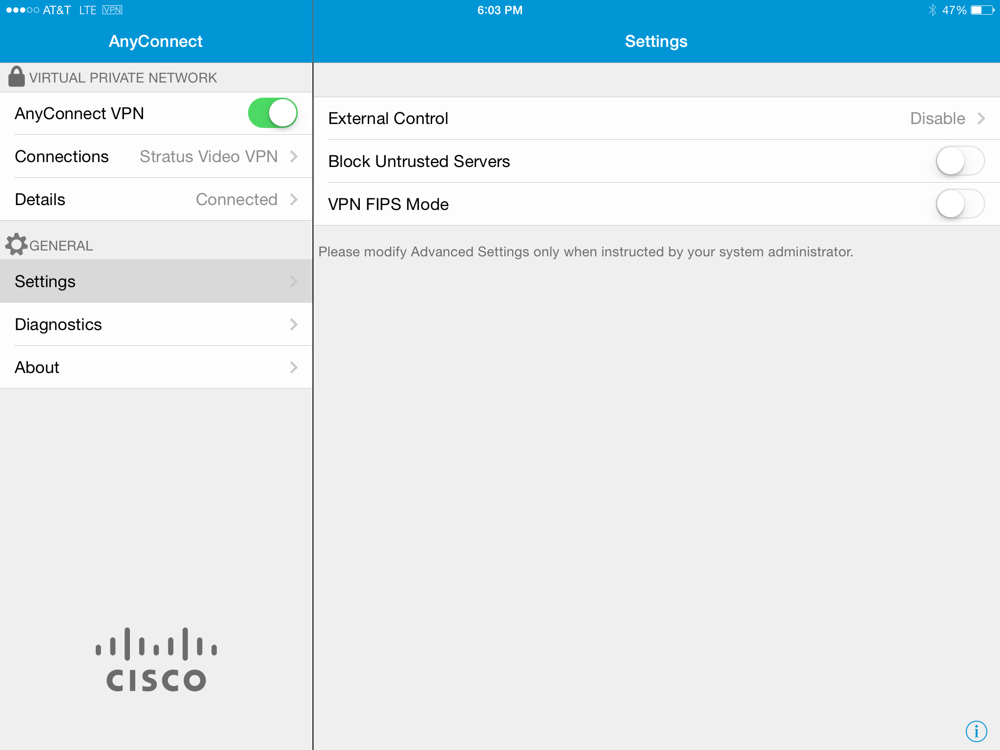 AT&T LTE VPN
6:03 PM
47%
AnyConnect
Settings
VIRTUAL PRIVATE NETWORK
AnyConnect VPN
Connections Stratus Video VPN
Details Connected
GENERAL
Settings
Diagnostics
About
CISCO
External Control Disable
Block Untrusted Servers
VPN FIPS Mode
Please modify Advanced Settings only when instructed by your system administrator.
i